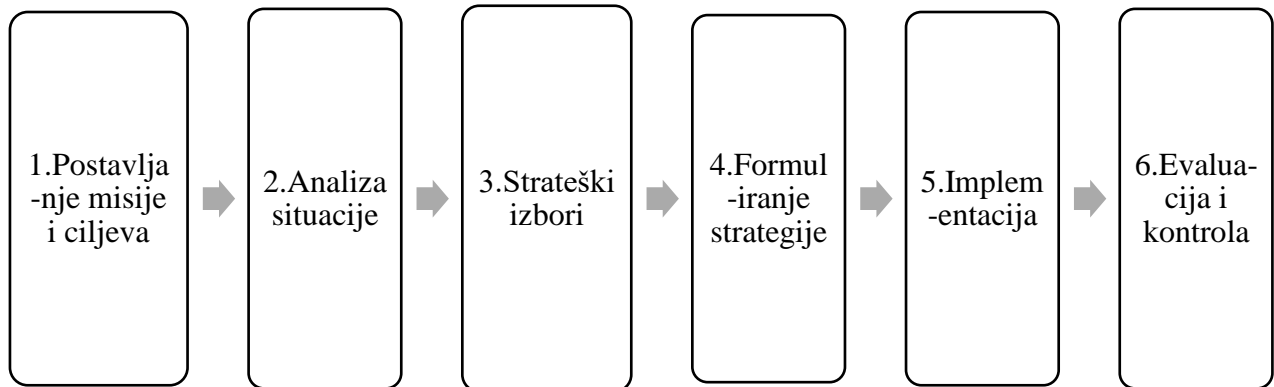 1.Postavlja
-nje misije
i ciljeva
2.Analiza
situacije
3.Strateški
izbori
4.Formul
-iranje
strategije
5.Implem
-entacija
6.Evalua-
cija i
kontrola